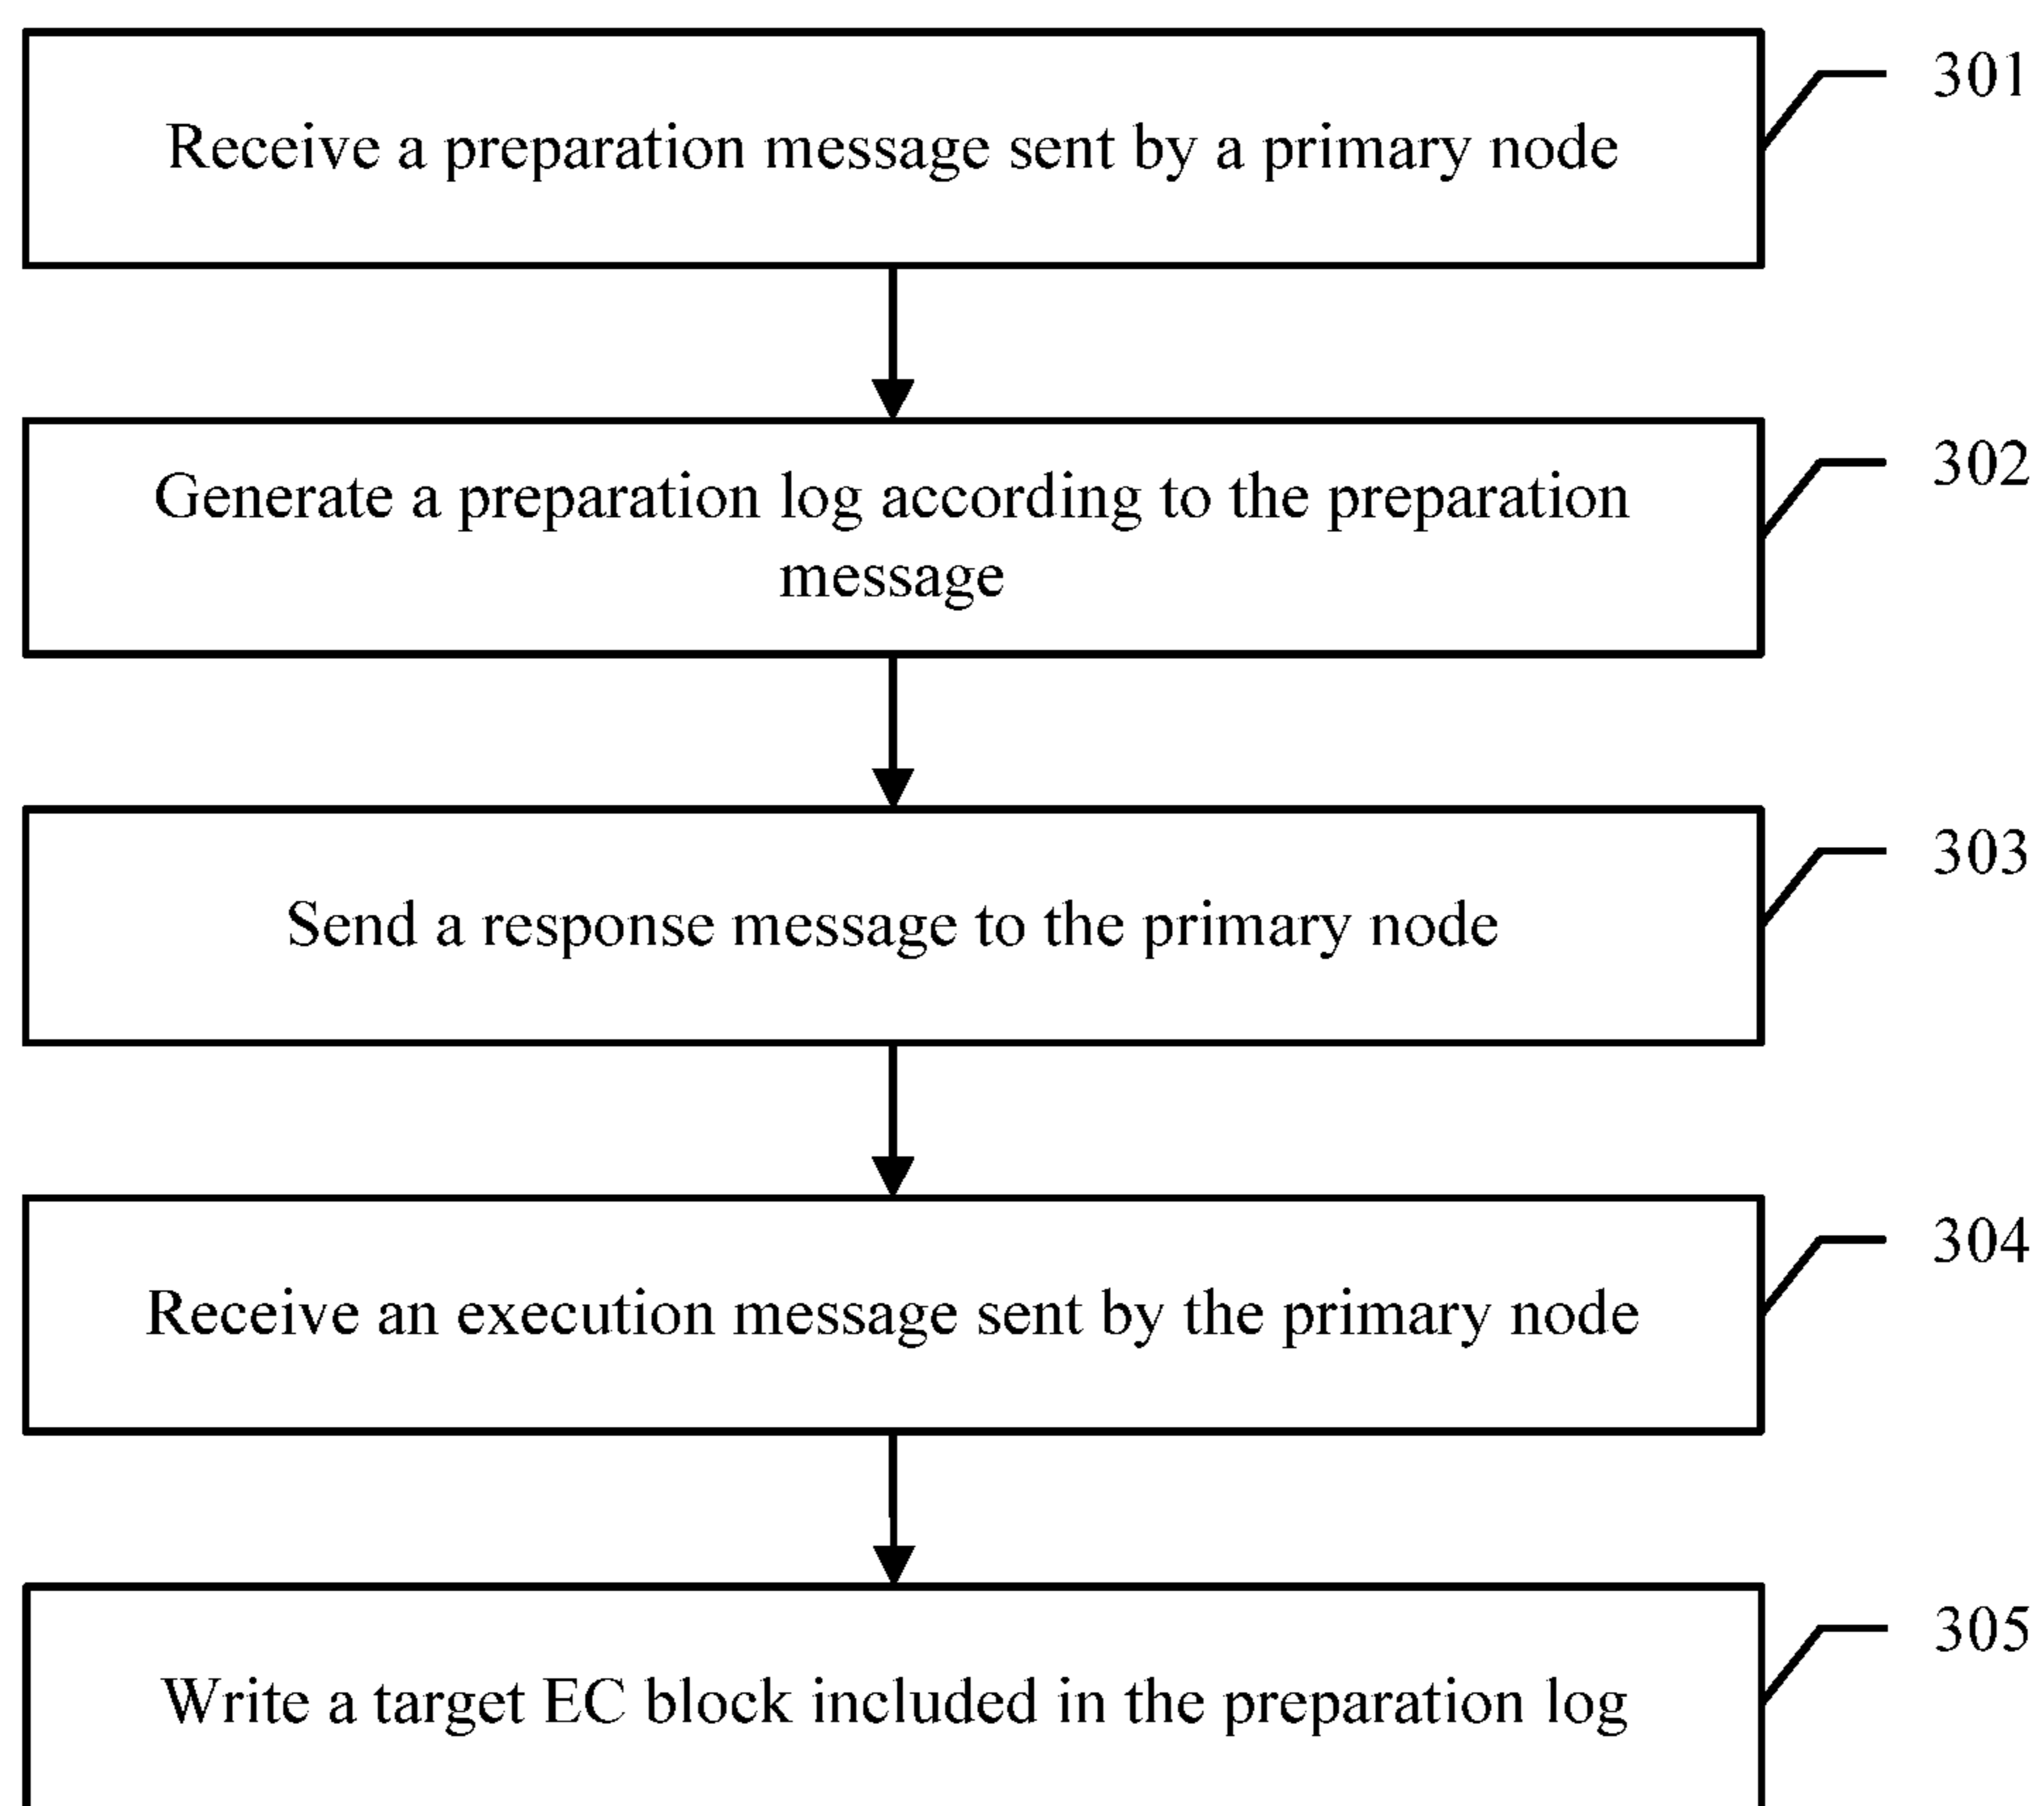 Receive a preparation message sent by a primary node
301
Generate a preparation log according to the preparation
message
302
Send a response message to the primary node
303
Receive an execution message sent by the primary node
304
Write a target EC block included in the preparation log
305